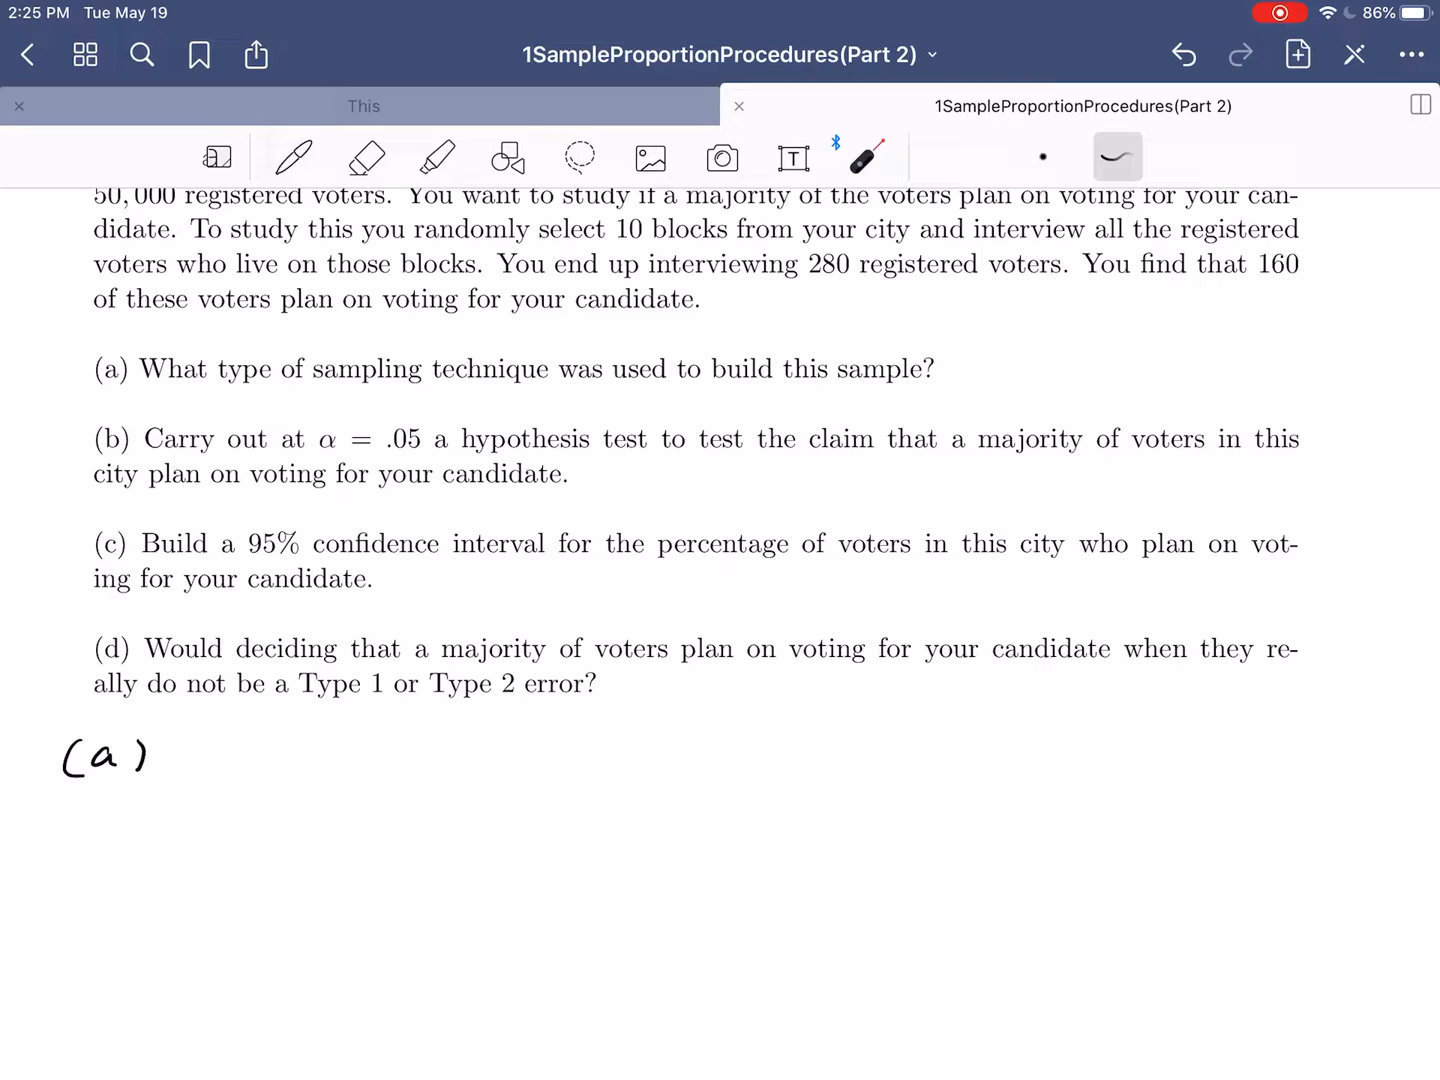 2:25 PM Tue May 19
86%
1SampleProportionProcedures(Part 2)
This
1SampleProportionProcedures(Part 2)
a
T
50,000 registered voters. You want to study if a majority of the voters plan on voting for your can-
didate. To study this you randomly select 10 blocks from your city and interview all the registered
voters who live on those blocks. You end up interviewing 280 registered voters. You find that 160
of these voters plan on voting for your candidate.
(a) What type of sampling technique was used to build this sample?
(b) Carry out at α = .05 a hypothesis test to test the claim that a majority of voters in this
city plan on voting for your candidate.
(c) Build a 95% confidence interval for the percentage of voters in this city who plan on vot-
ing for your candidate.
(d) Would deciding that a majority of voters plan on voting for your candidate when they re-
ally do not be a Type 1 or Type 2 error?
(a)